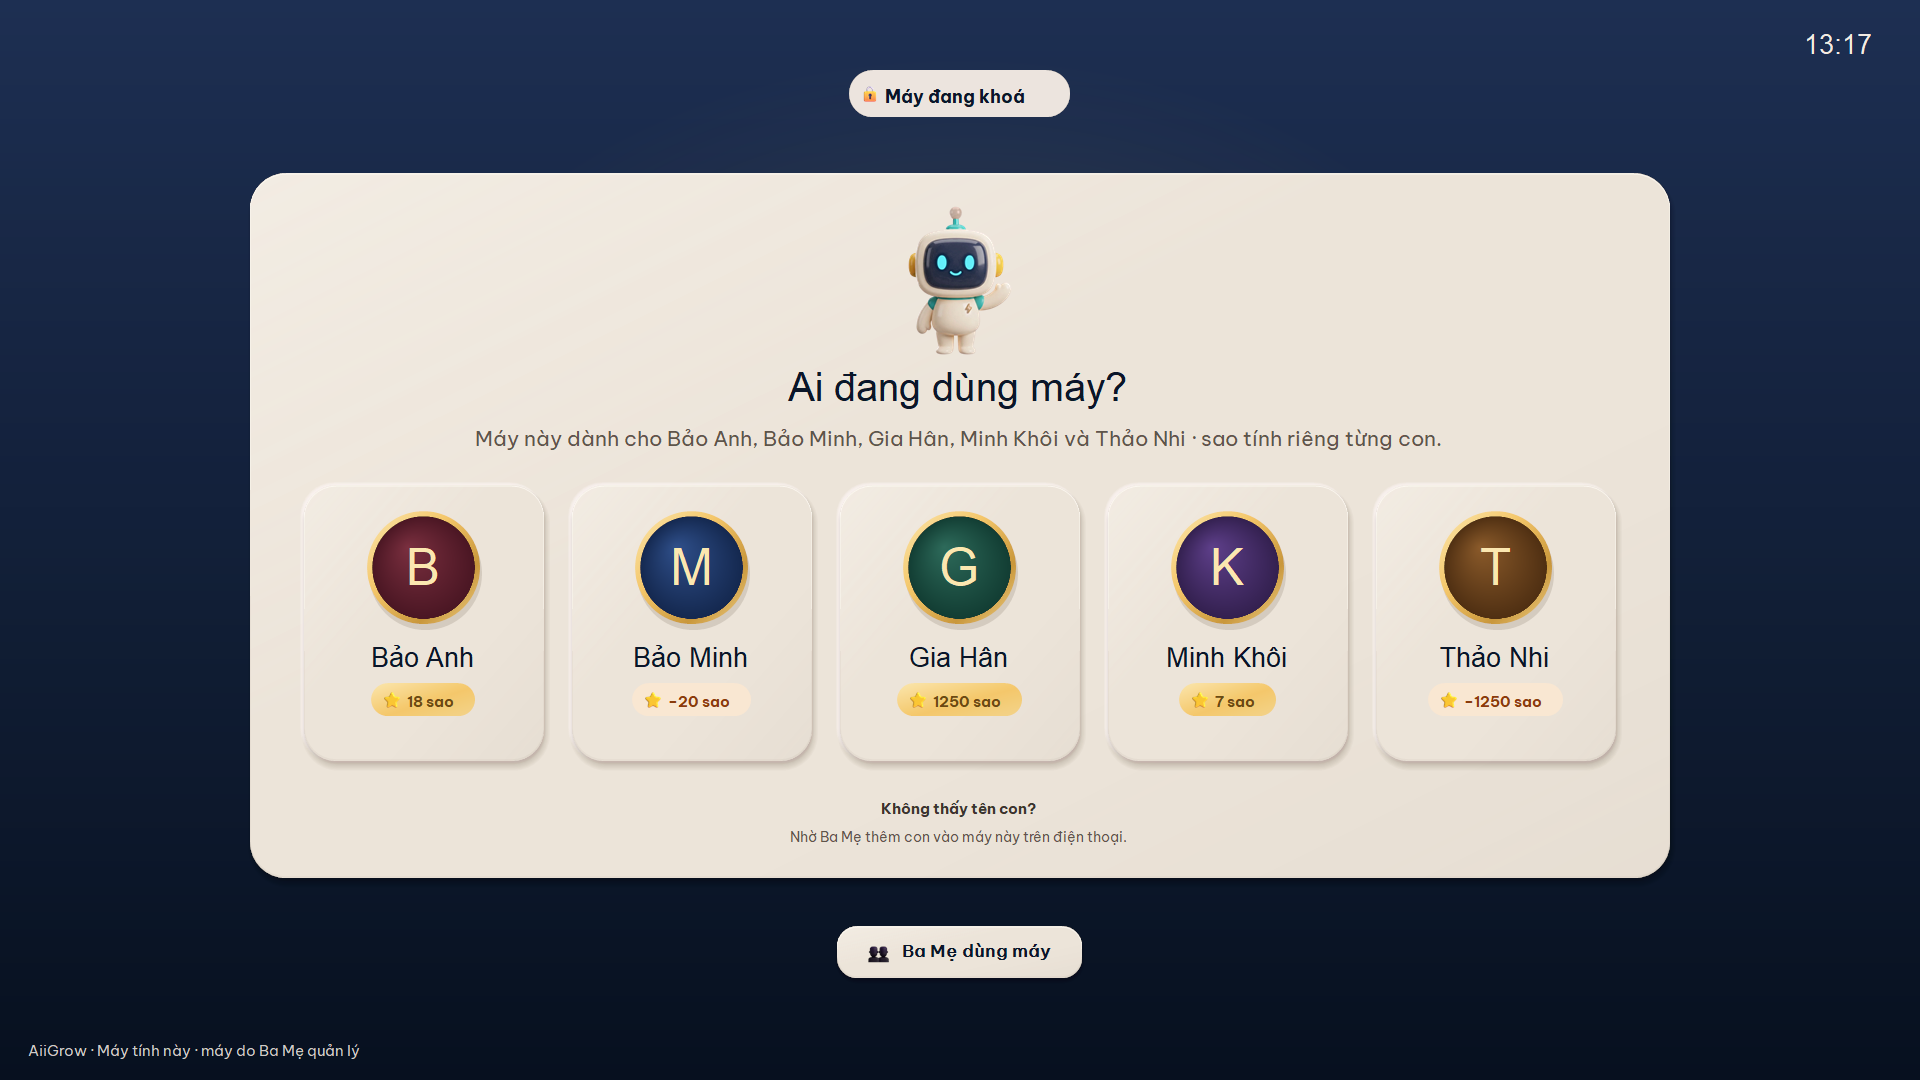 13:17
Máy đang khoá
Ai đang dùng máy?
Máy này dành cho Bảo Anh, Bảo Minh, Gia Hân, Minh Khôi và Thảo Nhi · sao tính riêng từng con.
B
M
G
K
T
Bảo Anh
Bảo Minh
Gia Hân
Minh Khôi
Thảo Nhi
18 sao
-20 sao
1250 sao
7 sao
-1250 sao
Không thấy tên con?
Nhờ Ba Mẹ thêm con vào máy này trên điện thoại.
Ba Mẹ dùng máy
AiiGrow · Máy tính này · máy do Ba Mẹ quản lý